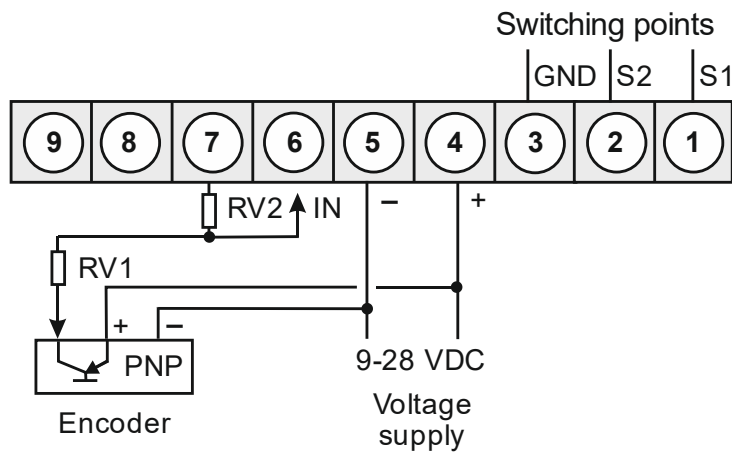 Switching points
GND S2 S1
9 8 7 6 5 4 3 2 1
RV2 IN – +
RV1
+ –
PNP
9-28 VDC
Encoder
Voltage
supply